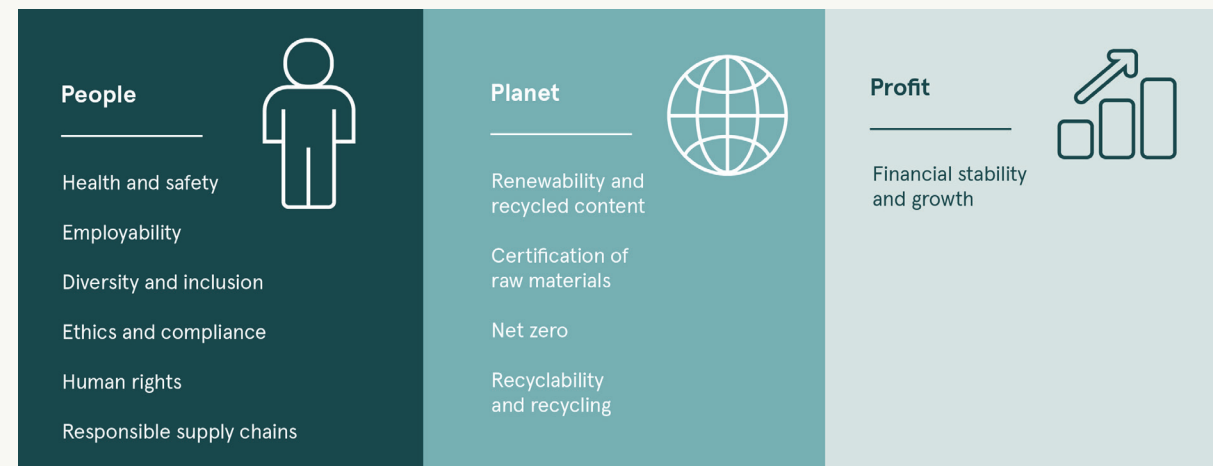 People
Health and safety
Employability
Diversity and inclusion
Ethics and compliance
Human rights
Responsible supply chains
Planet
Renewability and
recycled content
Certification of
raw materials
Net zero
Recyclability
and recycling
Profit
Financial stability
and growth